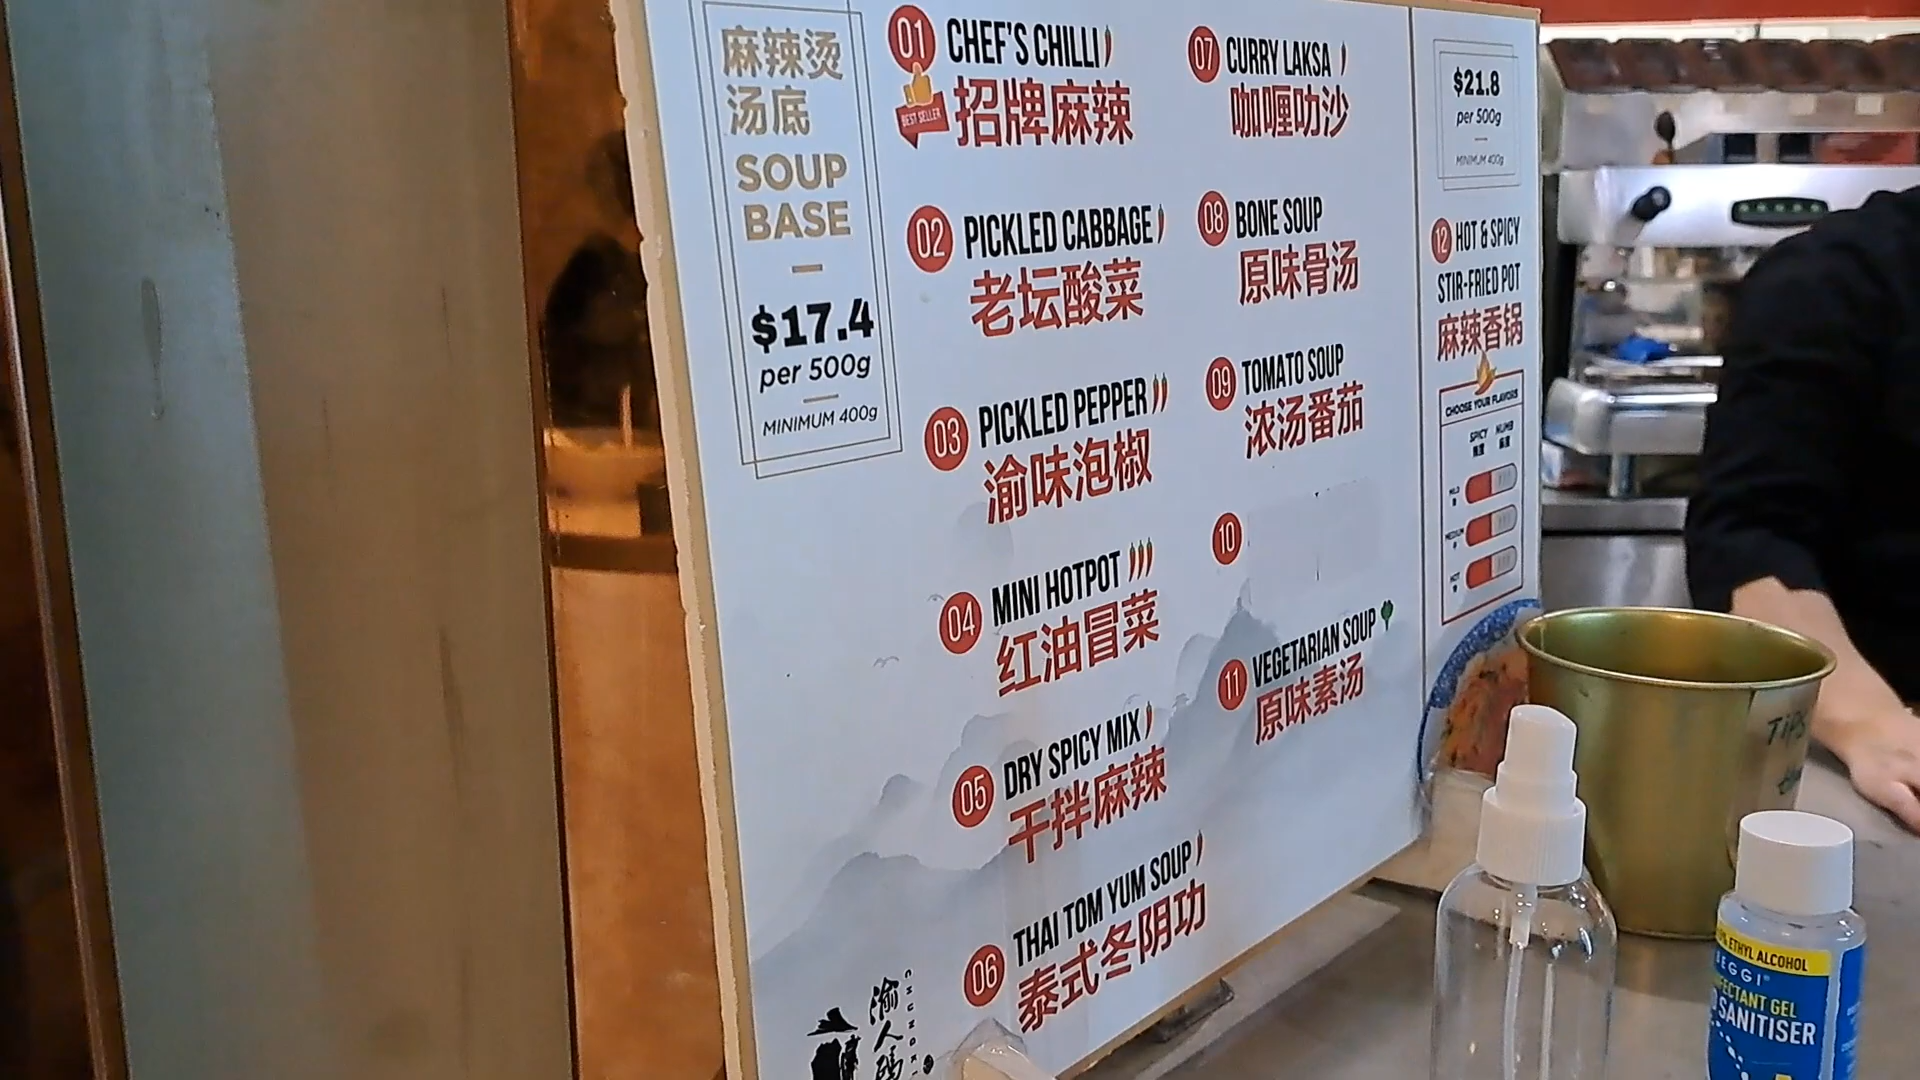 麻辣烫
汤底
SOUP
BASE
$17.4
per 500g
MINIMUM 400g
01 CHEF'S CHILLI
BEST SELLER
招牌麻辣
02 PICKLED CABBAGE
老坛酸菜
03 PICKLED PEPPER
渝味泡椒
04 MINI HOTPOT
红油冒菜
05 DRY SPICY MIX
干拌麻辣
06 THAI TOM YUM SOUP
泰式冬阴功
07 CURRY LAKSA
咖喱叻沙
08 BONE SOUP
原味骨汤
09 TOMATO SOUP
浓汤番茄
10
11 VEGETARIAN SOUP
原味素汤
$21.8
per 500g
MINIMUM 400g
12 HOT & SPICY
STIR-FRIED POT
麻辣香锅
CHOOSE YOUR FLAVORS
SPICY NUMB
辣度 麻度
MILD
MEDIUM
HOT
渝人码
TIPS
ETHYL ALCOHOL
SANITISER